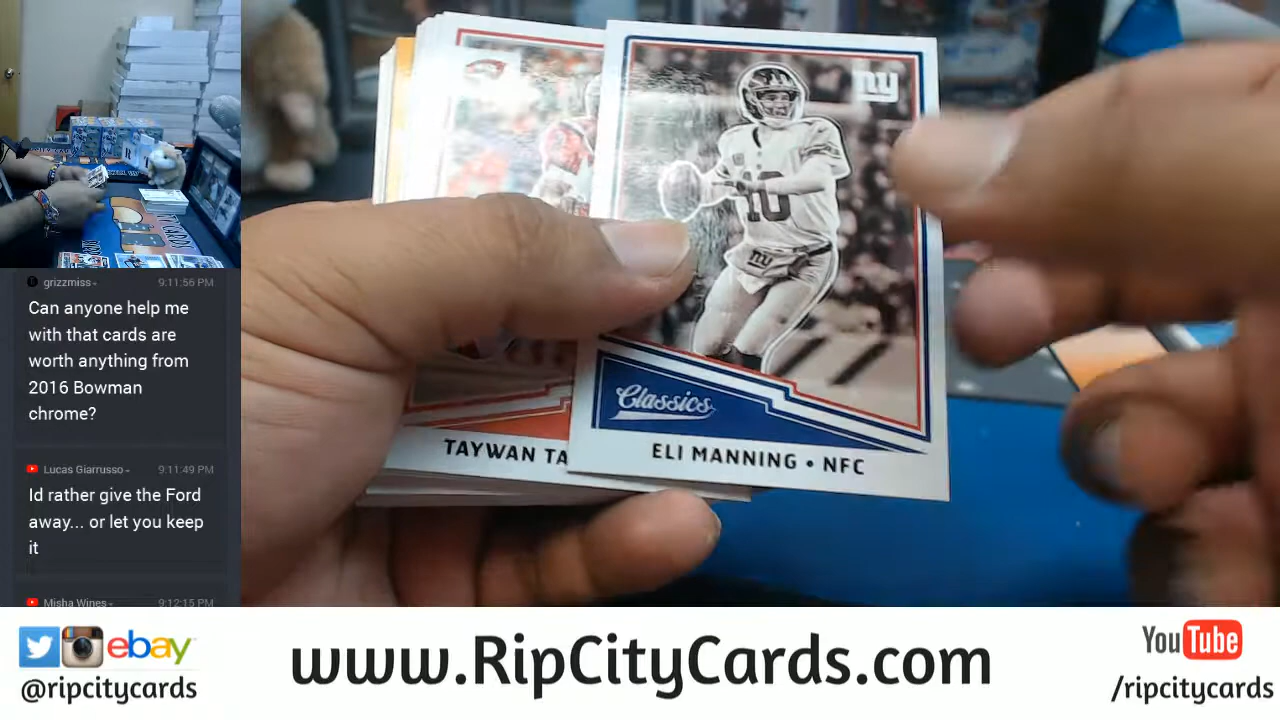 grizzmiss
9:11:56 PM
Can anyone help me
with that cards are
worth anything from
2016 Bowman
chrome?
Lucas Giarrusso
9:11:49 PM
Id rather give the Ford
away... or let you keep
it
Misha Wines
9:12:15 PM
ny
10
ny
Classics
ELI MANNING • NFC
TAYWAN TA
ebay
@ripcitycards
www.RipCityCards.com
YouTube
/ripcitycards